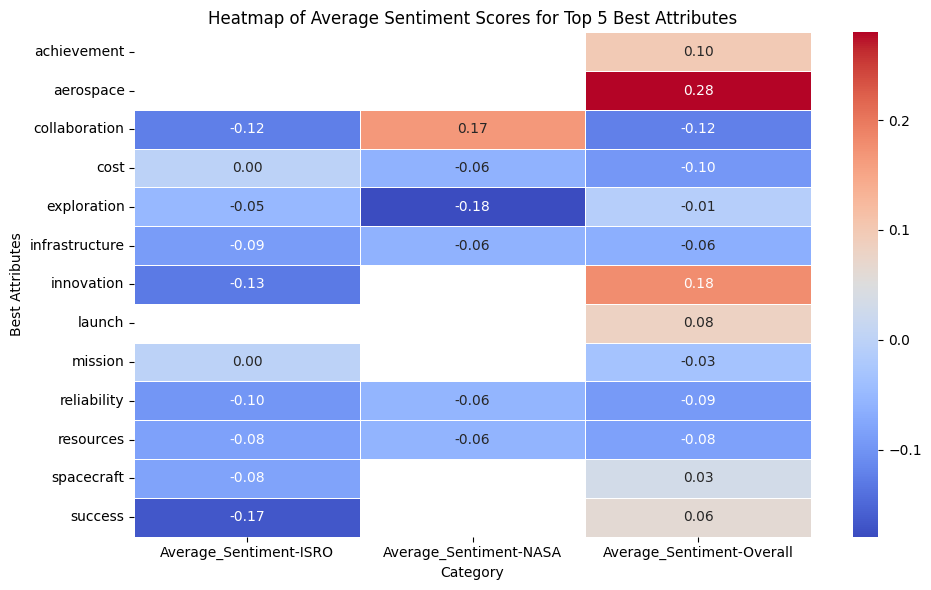 Heatmap of Average Sentiment Scores for Top 5 Best Attributes
Best Attributes
achievement 0.10
aerospace 0.28
collaboration -0.12 0.17 -0.12
cost 0.00 -0.06 -0.10
exploration -0.05 -0.18 -0.01
infrastructure -0.09 -0.06 -0.06
innovation -0.13 0.18
launch 0.08
mission 0.00 -0.03
reliability -0.10 -0.06 -0.09
resources -0.08 -0.06 -0.08
spacecraft -0.08 0.03
success -0.17 0.06
Average_Sentiment-ISRO Average_Sentiment-NASA Average_Sentiment-Overall
Category
0.2
0.1
0.0
−0.1